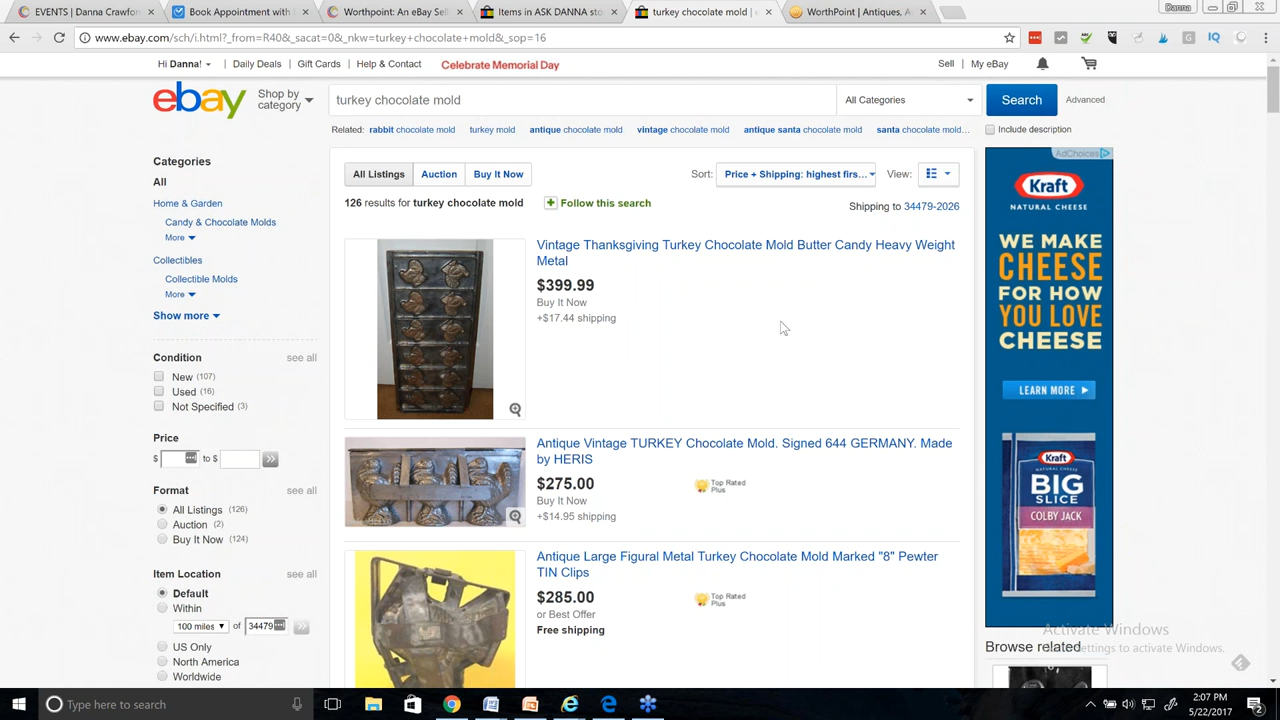 EVENTS | Danna Crawfor
Book Appointment with
Worthpoint: An eBay Sell
Items in ASK DANNA sto
turkey chocolate mold | e
WorthPoint | Antiques, A
Danna
www.ebay.com/sch/i.html?_from=R40&_sacat=0&_nkw=turkey+chocolate+mold&_sop=16
Hi Danna!
Daily Deals
Gift Cards
Help & Contact
Celebrate Memorial Day
Sell
My eBay
ebay
Shop by
category
turkey chocolate mold
All Categories
Search
Advanced
Related: rabbit chocolate mold turkey mold antique chocolate mold vintage chocolate mold antique santa chocolate mold santa chocolate mold...
Include description
Categories
All
Home & Garden
Candy & Chocolate Molds
More
Collectibles
Collectible Molds
More
Show more
Condition see all
New (107)
Used (16)
Not Specified (3)
Price
$ to $
Format see all
All Listings (126)
Auction (2)
Buy It Now (124)
Item Location see all
Default
Within
100 miles of 34479
US Only
North America
Worldwide
All Listings Auction Buy It Now
Sort: Price + Shipping: highest firs... View:
126 results for turkey chocolate mold
Follow this search
Shipping to 34479-2026
Vintage Thanksgiving Turkey Chocolate Mold Butter Candy Heavy Weight
Metal
$399.99
Buy It Now
+$17.44 shipping
Antique Vintage TURKEY Chocolate Mold. Signed 644 GERMANY. Made
by HERIS
$275.00
Buy It Now
+$14.95 shipping
Top Rated
Plus
Antique Large Figural Metal Turkey Chocolate Mold Marked "8" Pewter
TIN Clips
$285.00
or Best Offer
Free shipping
Top Rated
Plus
AdChoices
Kraft
NATURAL CHEESE
WE MAKE
CHEESE
FOR HOW
YOU LOVE
CHEESE
LEARN MORE
Kraft
NATURAL CHEESE
BIG
SLICE
COLBY JACK
Browse related
Activate Windows
Settings to activate Windows.
Type here to search
2:07 PM
5/22/2017
2